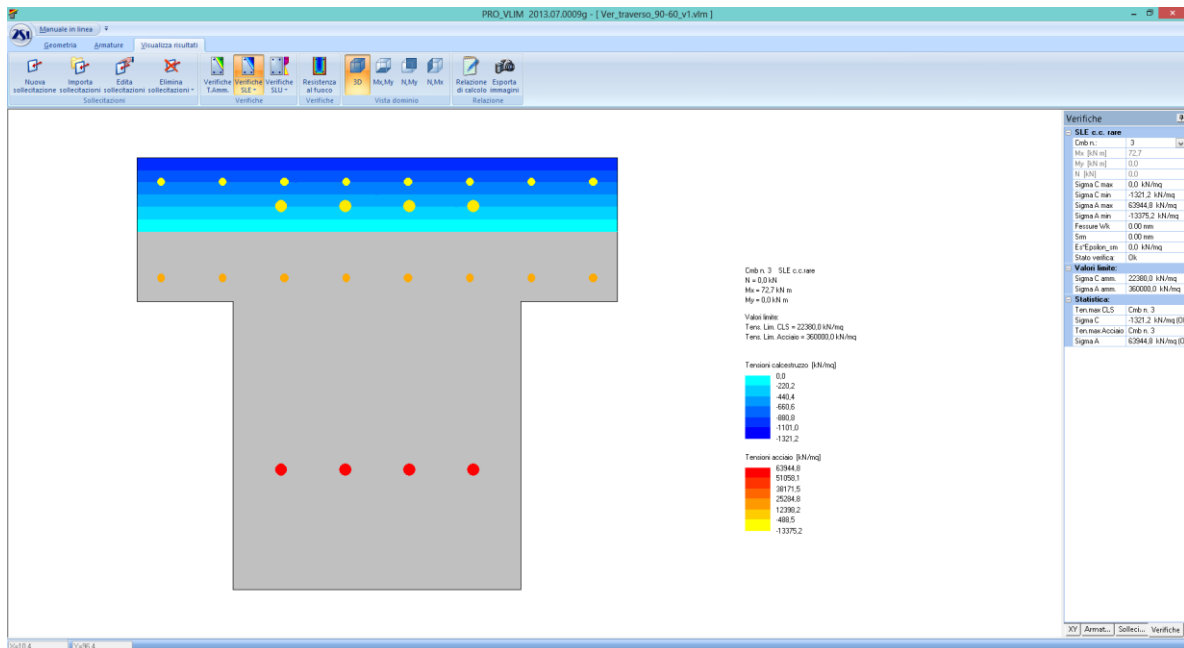 PRO_VLIM 2013.07.0009g - [ Ver_traverso_90-60_v1.vlm ]
2SI
Manuale in linea
Geometria Armature Visualizza risultati
Nuova sollecitazione
Importa sollecitazioni
Edita sollecitazioni
Elimina sollecitazioni
Sollecitazioni
Verifiche T.Amm.
Verifiche SLE
Verifiche SLU
Verifiche
Resistenza al fuoco
Verifiche
3D Mx,My N,My N,Mx
Vista dominio
Relazione di calcolo
Esporta immagini
Relazione
Cmb n. 3 SLE c.c.rare
N = 0,0 kN
Mx = 72,7 kN m
My = 0,0 kN m
Valori limite:
Tens. Lim. CLS = 22380,0 kN/mq
Tens. Lim. Acciaio = 360000,0 kN/mq
Tensioni calcestruzzo [kN/mq]
0,0
-220,2
-440,4
-660,6
-880,8
-1101,0
-1321,2
Tensioni acciaio [kN/mq]
63944,8
51058,1
38171,5
25284,8
12398,2
-488,5
-13375,2
Verifiche
SLE c.c. rare
Cmb n.: 3
Mx [kN m] 72,7
My [kN m] 0,0
N [kN] 0,0
Sigma C max 0,0 kN/mq
Sigma C min -1321,2 kN/mq
Sigma A max 63944,8 kN/mq
Sigma A min -13375,2 kN/mq
Fessure Wk 0.00 mm
Srm 0.00 mm
Es*Epsilon_sm 0,0 kN/mq
Stato verifica: Ok
Valori limite:
Sigma C amm. 22380,0 kN/mq
Sigma A amm. 360000,0 kN/mq
Statistica:
Ten.max CLS Cmb n. 3
Sigma C -1321,2 kN/mq (O
Ten.max Acciaio Cmb n. 3
Sigma A 63944,8 kN/mq (O
XY Armat... Solleci... Verifiche
X=10.4 Y=96.4